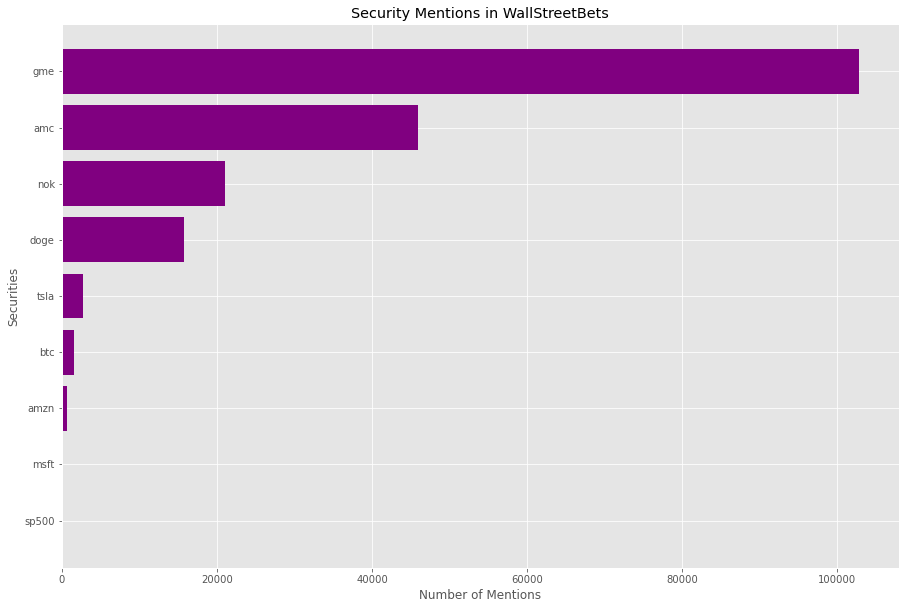 Security Mentions in WallStreetBets
gme
amc
nok
doge
tsla
btc
amzn
msft
sp500
Securities
0 20000 40000 60000 80000 100000
Number of Mentions